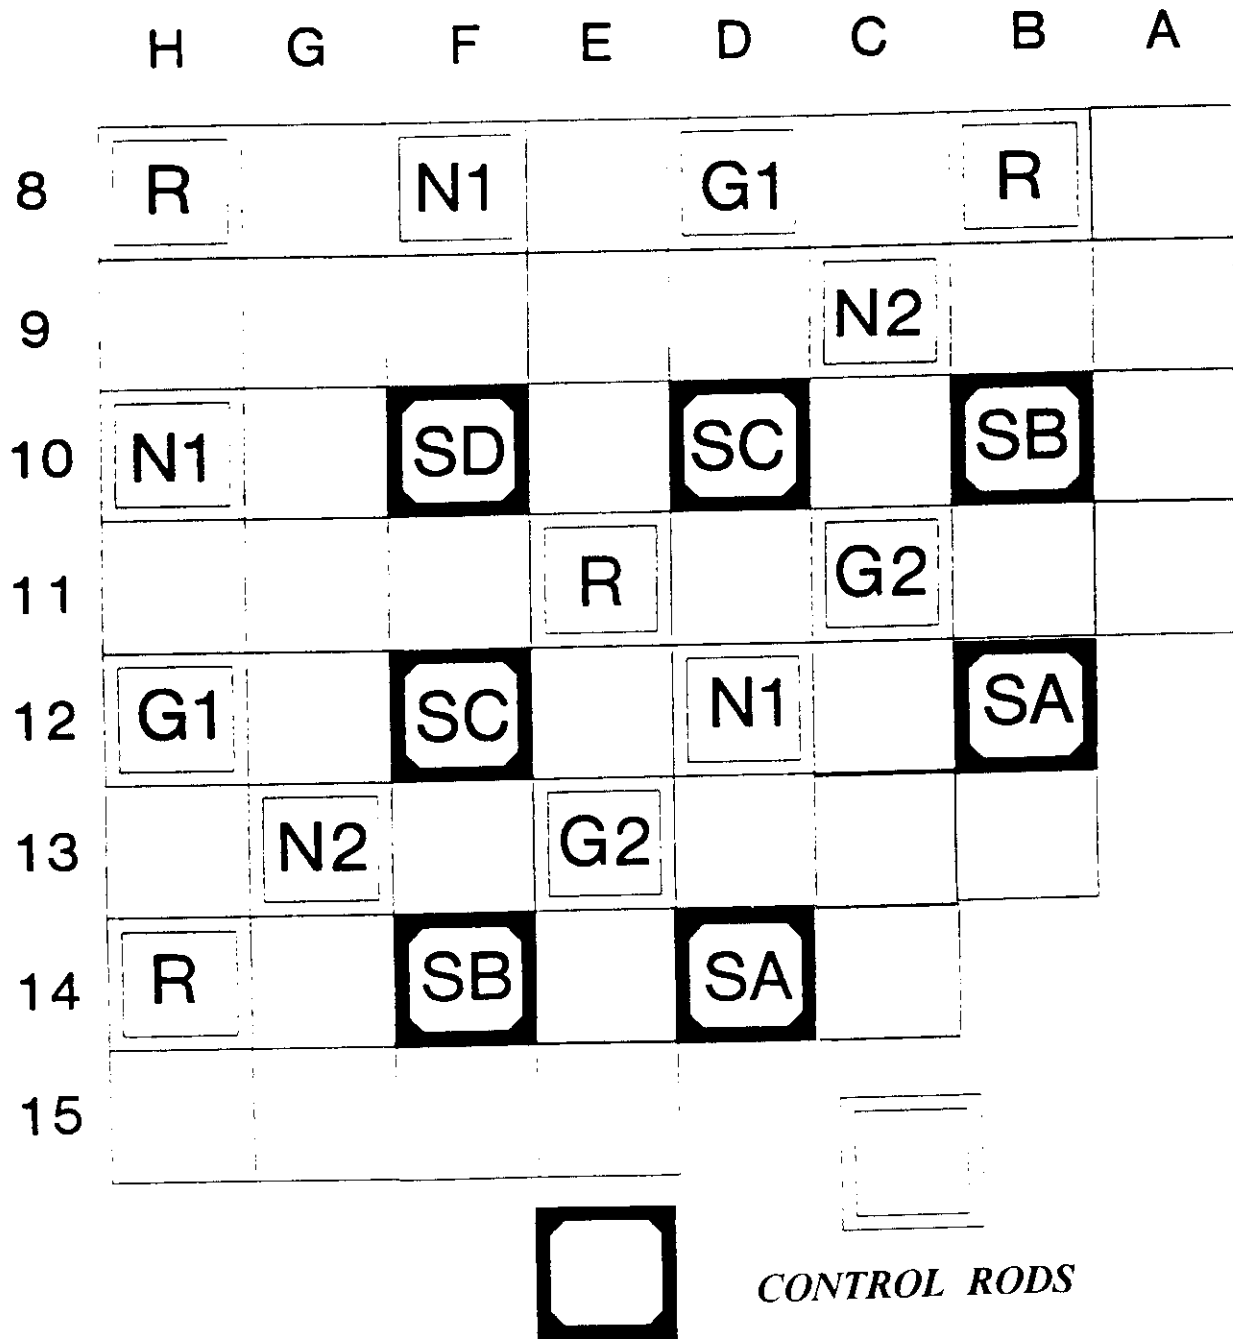 H G F E D C B A
8 R N1 G1 R
9 N2
10 N1 SD SC SB
11 R G2
12 G1 SC N1 SA
13 N2 G2
14 R SB SA
15
CONTROL RODS